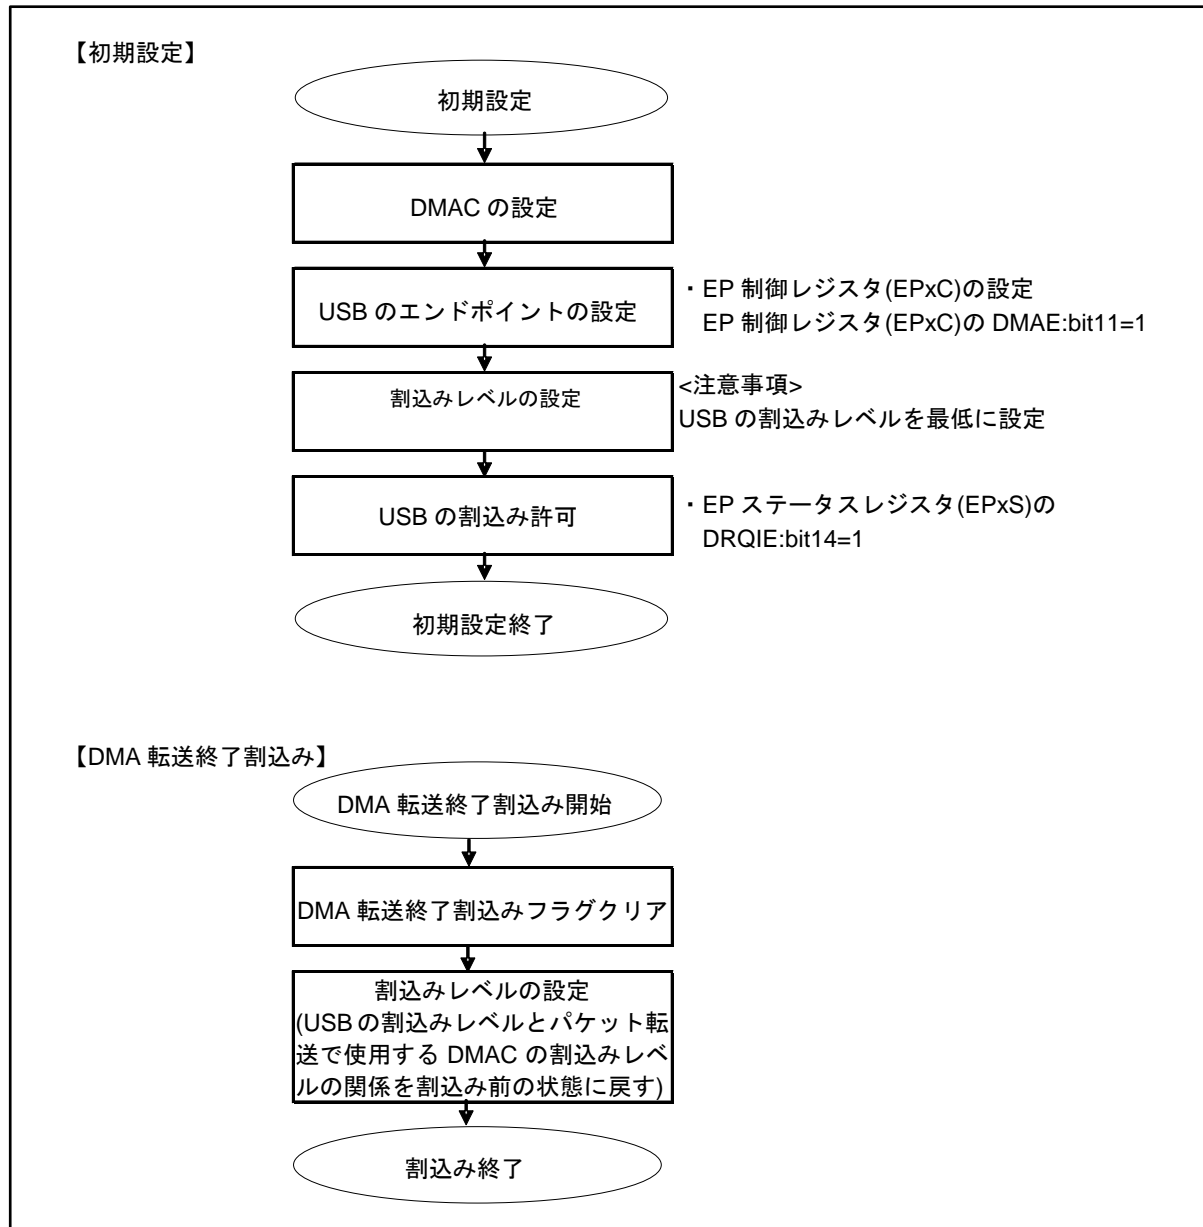 【初期設定】
初期設定
DMAC の設定
USB のエンドポイントの設定
・EP 制御レジスタ(EPxC)の設定
EP 制御レジスタ(EPxC)の DMAE:bit11=1
割込みレベルの設定
<注意事項>
USB の割込みレベルを最低に設定
USB の割込み許可
・EP ステータスレジスタ(EPxS)の
DRQIE:bit14=1
初期設定終了
【DMA 転送終了割込み】
DMA 転送終了割込み開始
DMA 転送終了割込みフラグクリア
割込みレベルの設定
(USB の割込みレベルとパケット転
送で使用する DMAC の割込みレベ
ルの関係を割込み前の状態に戻す)
割込み終了